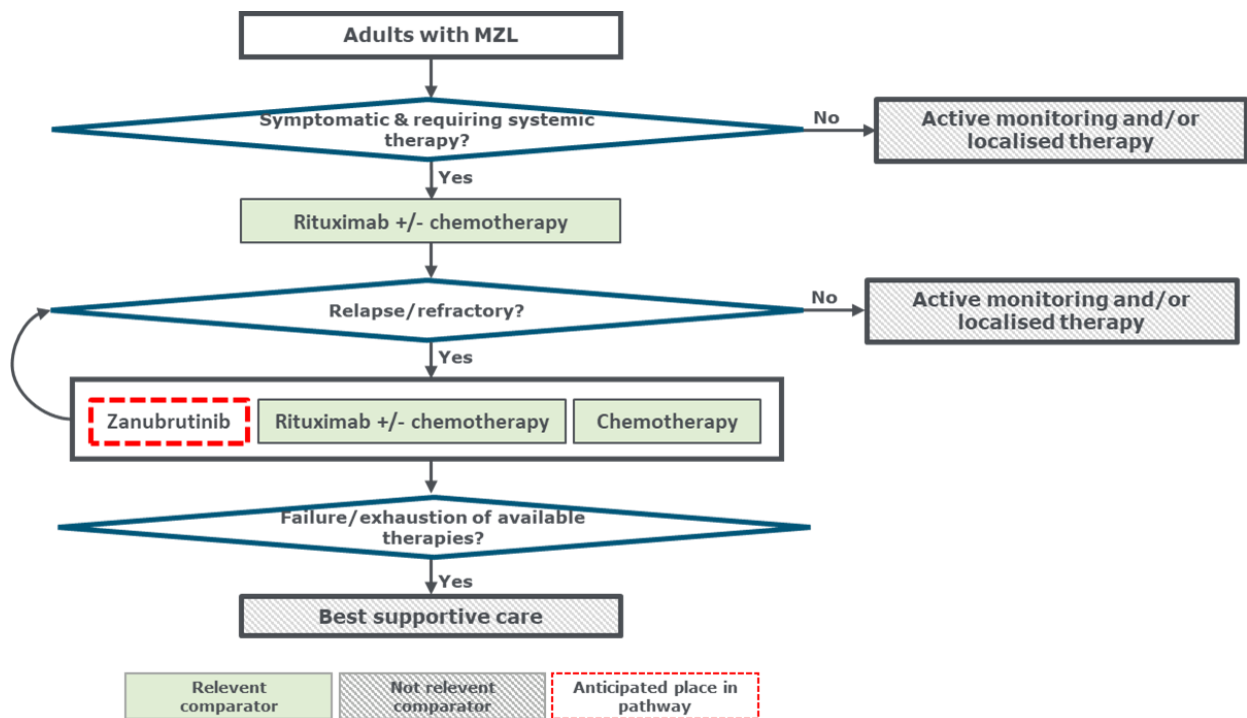 Adults with MZL
Symptomatic & requiring systemic
therapy?
No
Active monitoring and/or
localised therapy
Yes
Rituximab +/- chemotherapy
Relapse/refractory?
No
Active monitoring and/or
localised therapy
Yes
Zanubrutinib
Rituximab +/- chemotherapy
Chemotherapy
Failure/exhaustion of available
therapies?
Yes
Best supportive care
Relevent
comparator
Not relevent
comparator
Anticipated place in
pathway